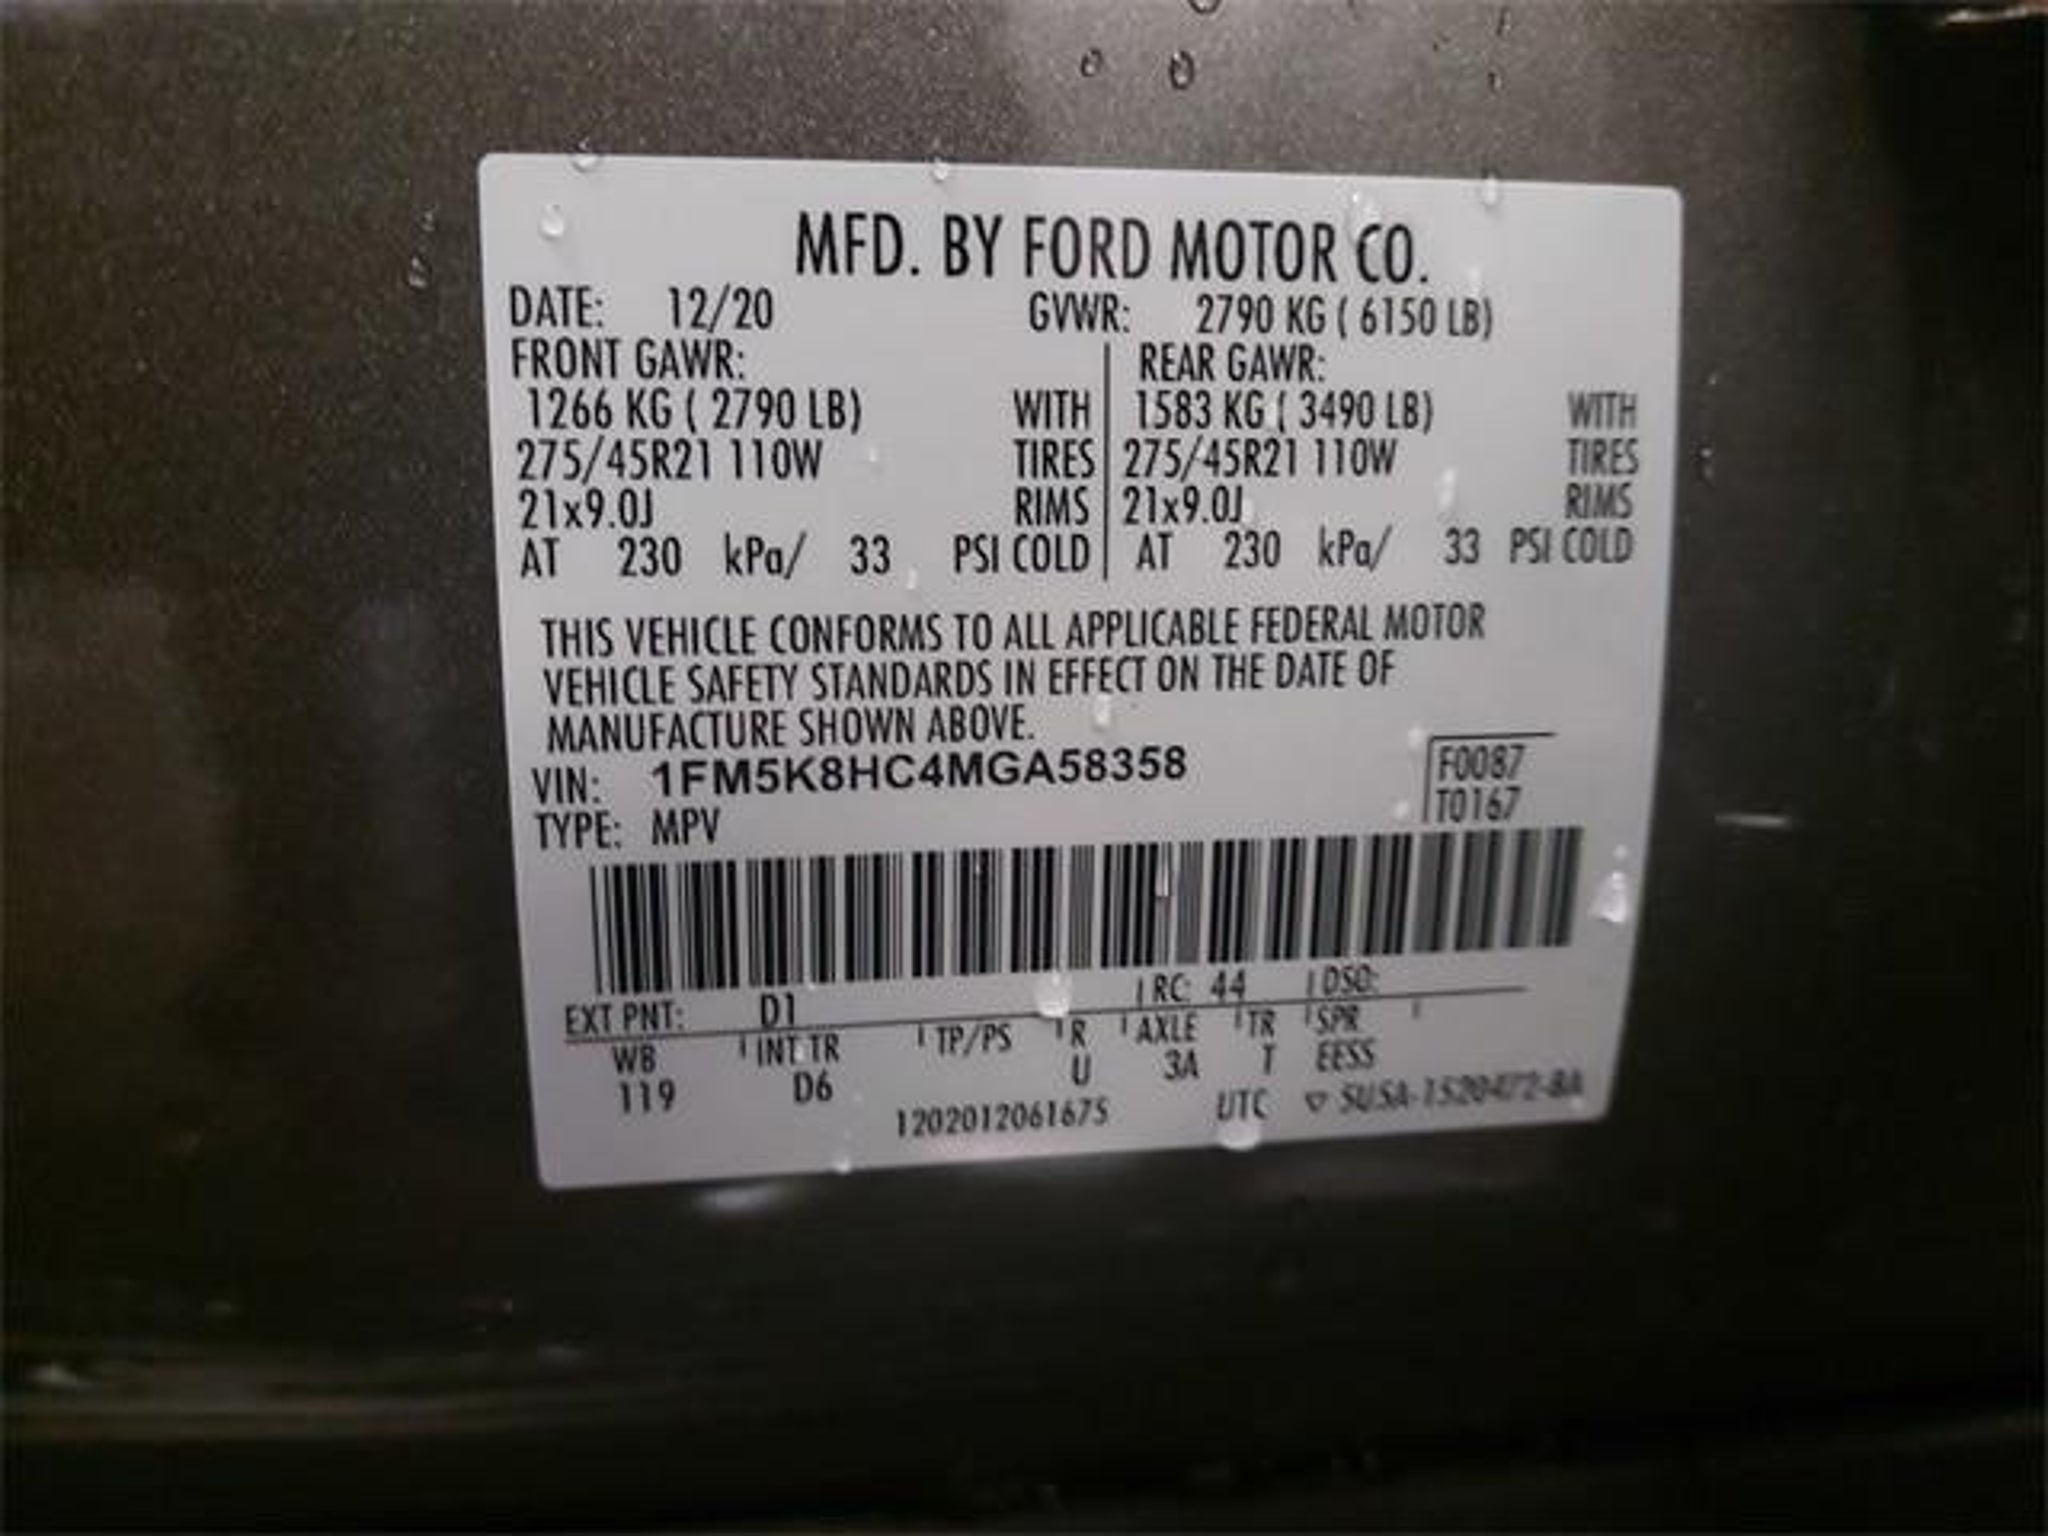 MFD. BY FORD MOTOR CO.
DATE: 12/20 GVWR: 2790 KG ( 6150 LB)
FRONT GAWR: REAR GAWR:
1266 KG ( 2790 LB) WITH 1583 KG ( 3490 LB) WITH
275/45R21 110W TIRES 275/45R21 110W TIRES
21x9.0J RIMS 21x9.0J RIMS
AT 230 kPa/ 33 PSI COLD AT 230 kPa/ 33 PSI COLD
THIS VEHICLE CONFORMS TO ALL APPLICABLE FEDERAL MOTOR
VEHICLE SAFETY STANDARDS IN EFFECT ON THE DATE OF
MANUFACTURE SHOWN ABOVE.
VIN: 1FM5K8HC4MGA58358 F0087
TYPE: MPV T0167
EXT PNT: D1 RC: 44 DSO:
WB INT TR TP/PS R AXLE TR SPR
119 D6 U 3A T EESS
1202012061675 UTC ▽ SU5A-1520472-BA